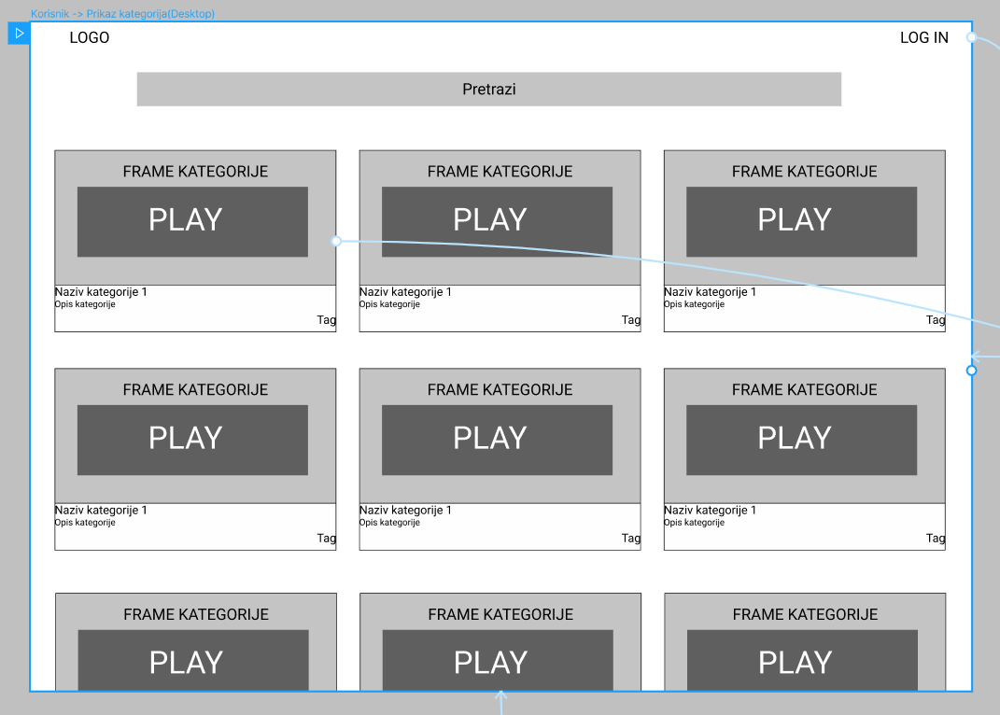 Korisnik -> Prikaz kategorija(Desktop)
LOGO
LOG IN
Pretrazi
FRAME KATEGORIJE
PLAY
Naziv kategorije 1
Opis kategorije
Tag
FRAME KATEGORIJE
PLAY
Naziv kategorije 1
Opis kategorije
Tag
FRAME KATEGORIJE
PLAY
Naziv kategorije 1
Opis kategorije
Tag
FRAME KATEGORIJE
PLAY
Naziv kategorije 1
Opis kategorije
Tag
FRAME KATEGORIJE
PLAY
Naziv kategorije 1
Opis kategorije
Tag
FRAME KATEGORIJE
PLAY
Naziv kategorije 1
Opis kategorije
Tag
FRAME KATEGORIJE
PLAY
FRAME KATEGORIJE
PLAY
FRAME KATEGORIJE
PLAY